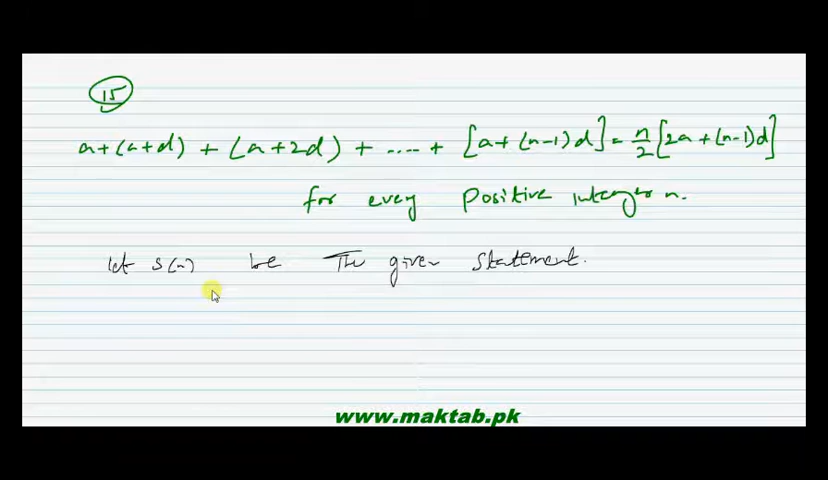 15
a+(a+d) + (a+2d) + .... + [a+(n-1)d] = n/2 [2a+(n-1)d]
for every positive integer n.
let S(n) be The given statement.
www.maktab.pk